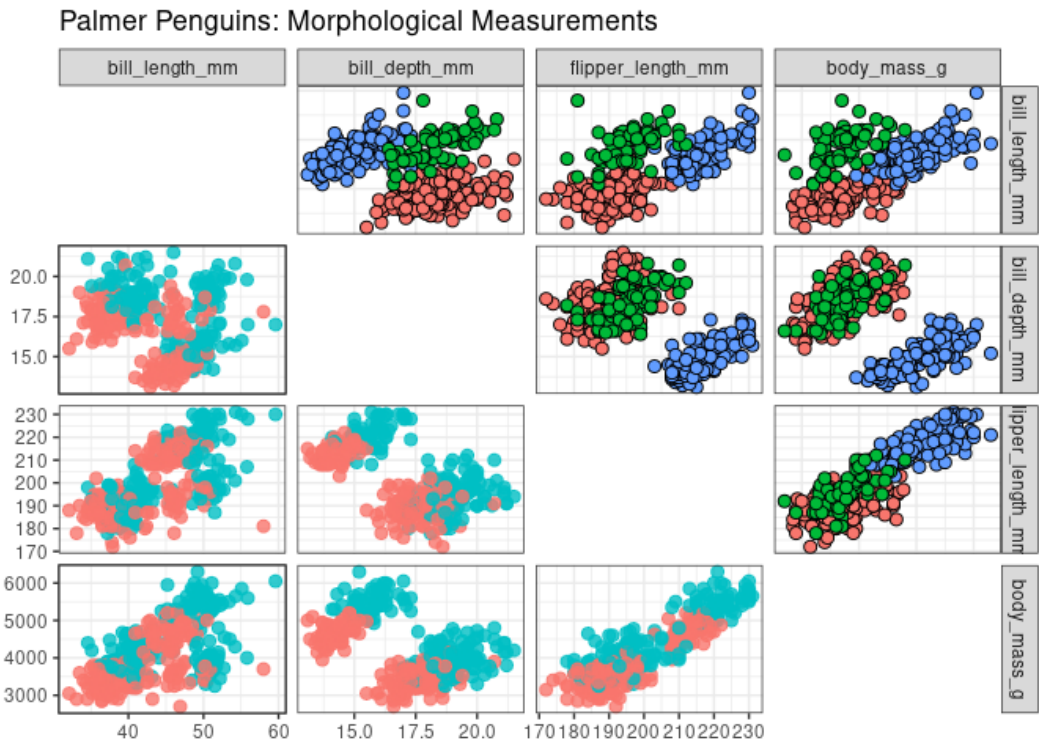 Palmer Penguins: Morphological Measurements
bill_length_mm bill_depth_mm flipper_length_mm body_mass_g
bill_length_mm
20.0
17.5
15.0
bill_depth_mm
230
220
210
200
190
180
170
lipper_length_mm
6000
5000
4000
3000
body_mass_g
40 60 15.0 17.5 20.0 170 180 190 200 210 220 230